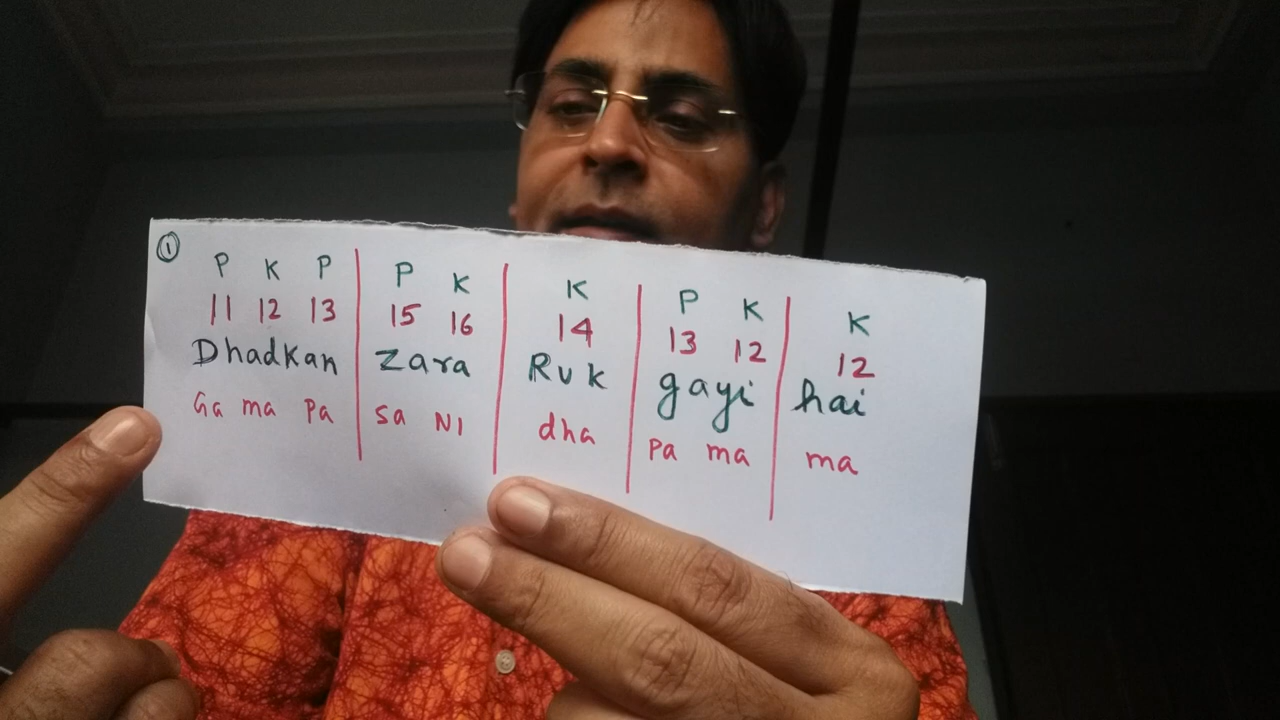 1
P K P | P K | K | P K | K
11 12 13 | 15 16 | 14 | 13 12 | 12
Dhadkan | Zara | Ruk | gayi | hai
Ga ma Pa | sa NI | dha | Pa ma | ma